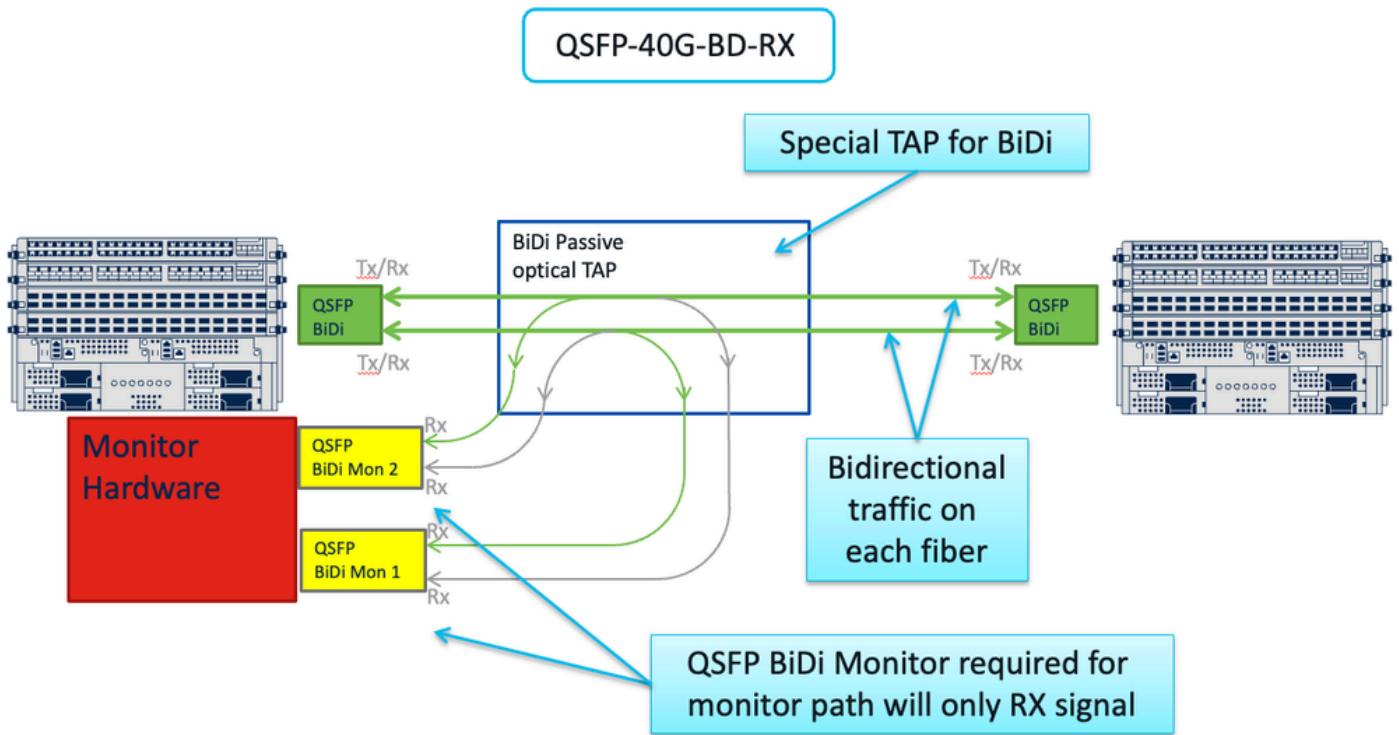 QSFP-40G-BD-RX
Special TAP for BiDi
BiDi Passive
optical TAP
Tx/Rx
Tx/Rx
QSFP
BiDi
QSFP
BiDi
Tx/Rx
Tx/Rx
Monitor
Hardware
QSFP
BiDi Mon 2
Rx
Rx
QSFP
BiDi Mon 1
Rx
Rx
Bidirectional
traffic on
each fiber
QSFP BiDi Monitor required for
monitor path will only RX signal